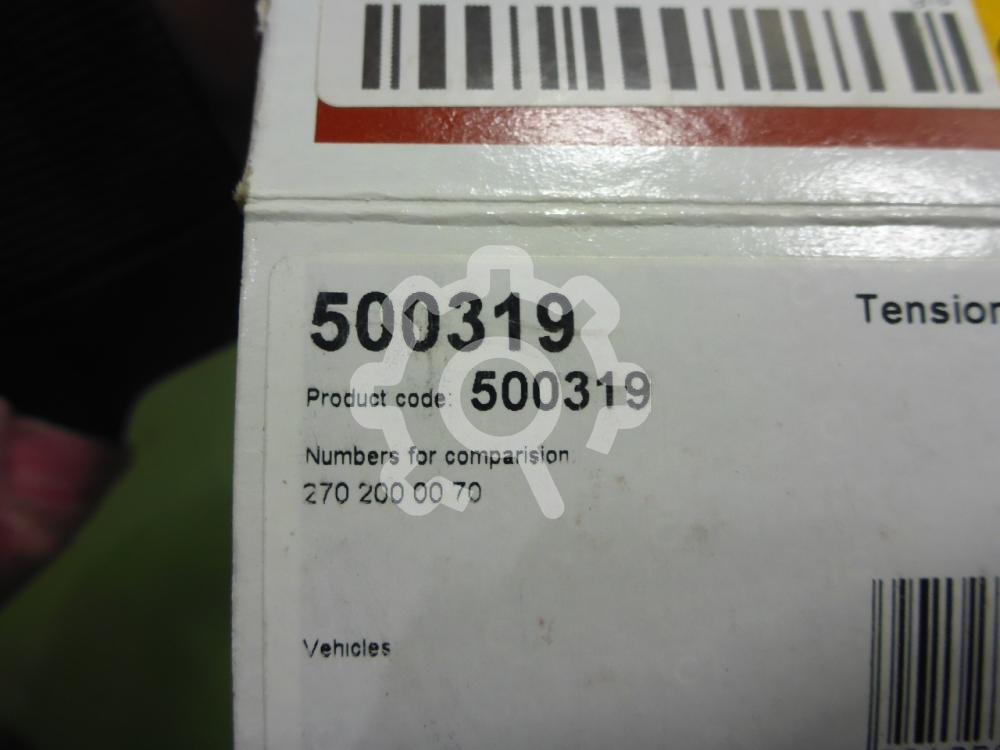 500319
Tension
Product code: 500319
Numbers for comparision
270 200 00 70
Vehicles